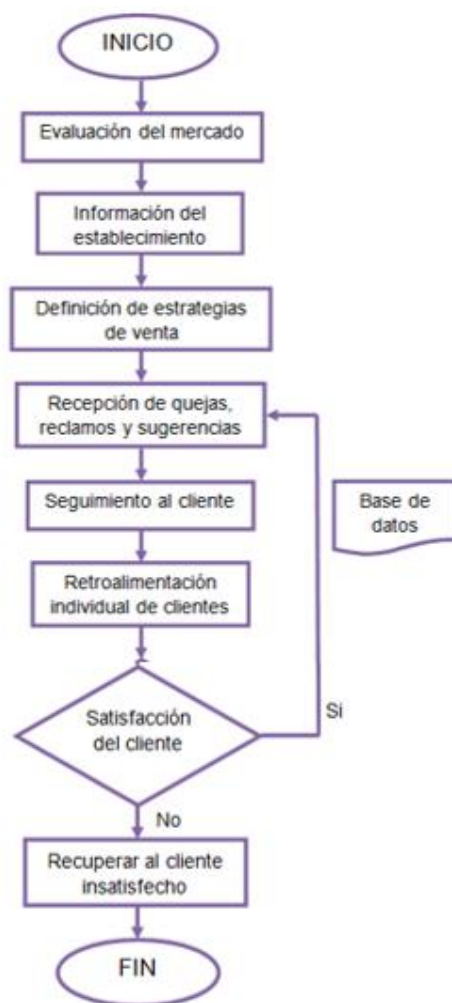 INICIO
Evaluación del mercado
Información del
establecimiento
Definición de estrategias
de venta
Recepción de quejas,
reclamos y sugerencias
Seguimiento al cliente
Base de
datos
Retroalimentación
individual de clientes
Satisfacción
del cliente
Si
No
Recuperar al cliente
insatisfecho
FIN